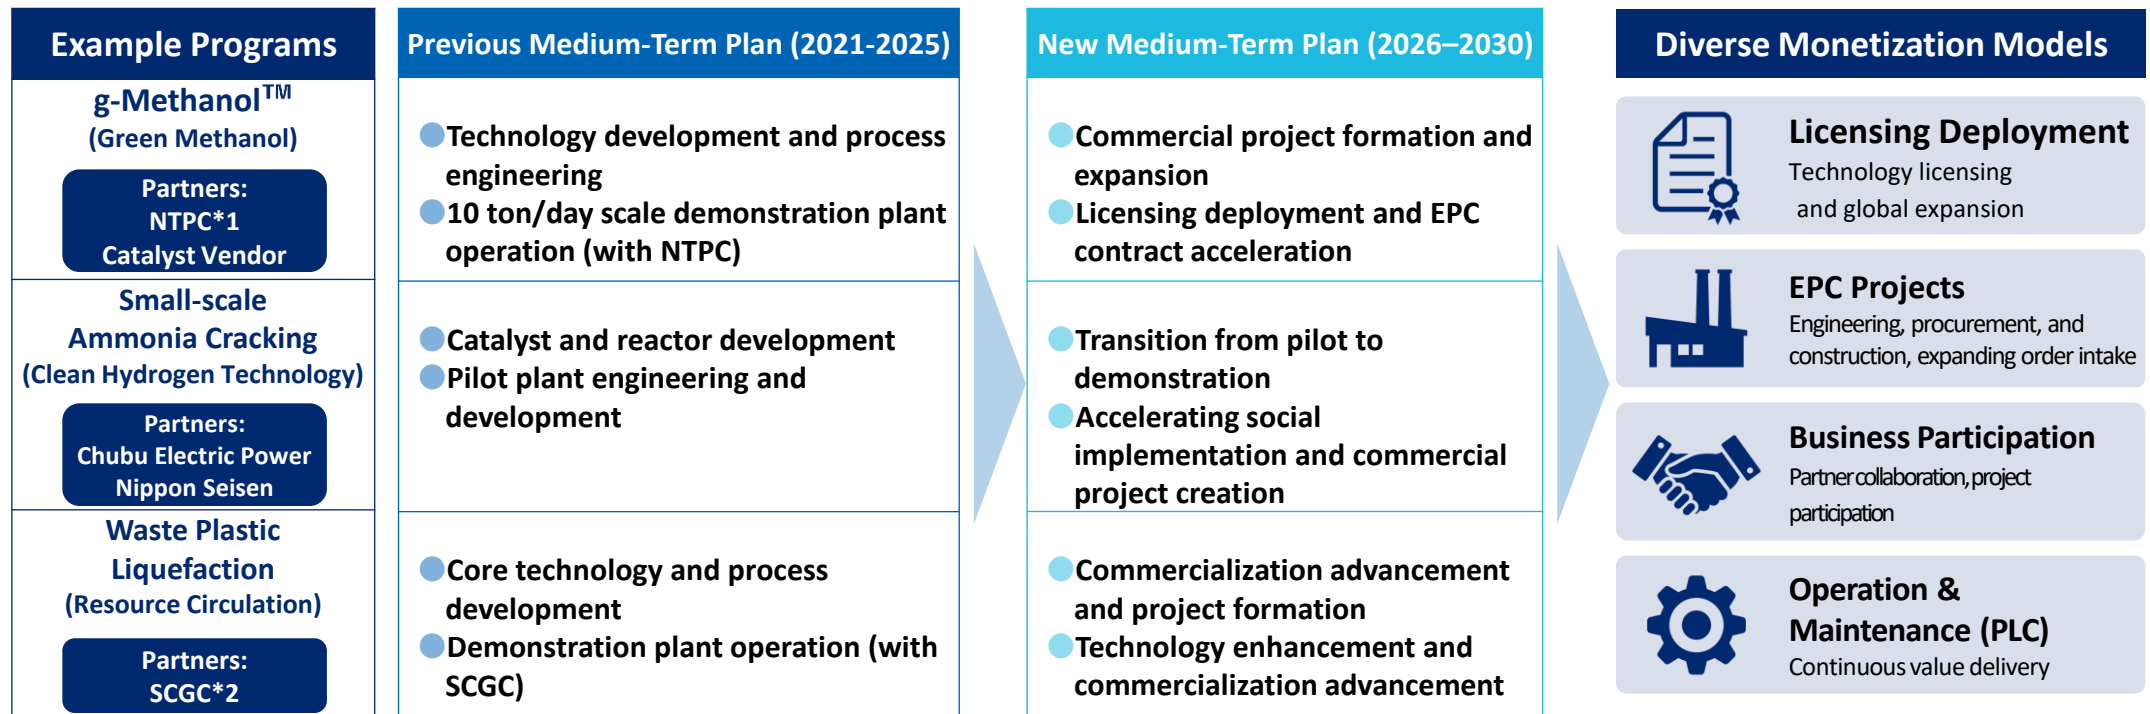 Example Programs
g-Methanol™
(Green Methanol)
Partners:
NTPC*1
Catalyst Vendor
Small-scale
Ammonia Cracking
(Clean Hydrogen Technology)
Partners:
Chubu Electric Power
Nippon Seisen
Waste Plastic
Liquefaction
(Resource Circulation)
Partners:
SCGC*2
Previous Medium-Term Plan (2021-2025)
●Technology development and process
engineering
●10 ton/day scale demonstration plant
operation (with NTPC)
●Catalyst and reactor development
●Pilot plant engineering and
development
●Core technology and process
development
●Demonstration plant operation (with
SCGC)
New Medium-Term Plan (2026–2030)
●Commercial project formation and
expansion
●Licensing deployment and EPC
contract acceleration
●Transition from pilot to
demonstration
●Accelerating social
implementation and commercial
project creation
●Commercialization advancement
and project formation
●Technology enhancement and
commercialization advancement
Diverse Monetization Models
Licensing Deployment
Technology licensing
and global expansion
EPC Projects
Engineering, procurement, and
construction, expanding order intake
Business Participation
Partner collaboration, project
participation
Operation &
Maintenance (PLC)
Continuous value delivery